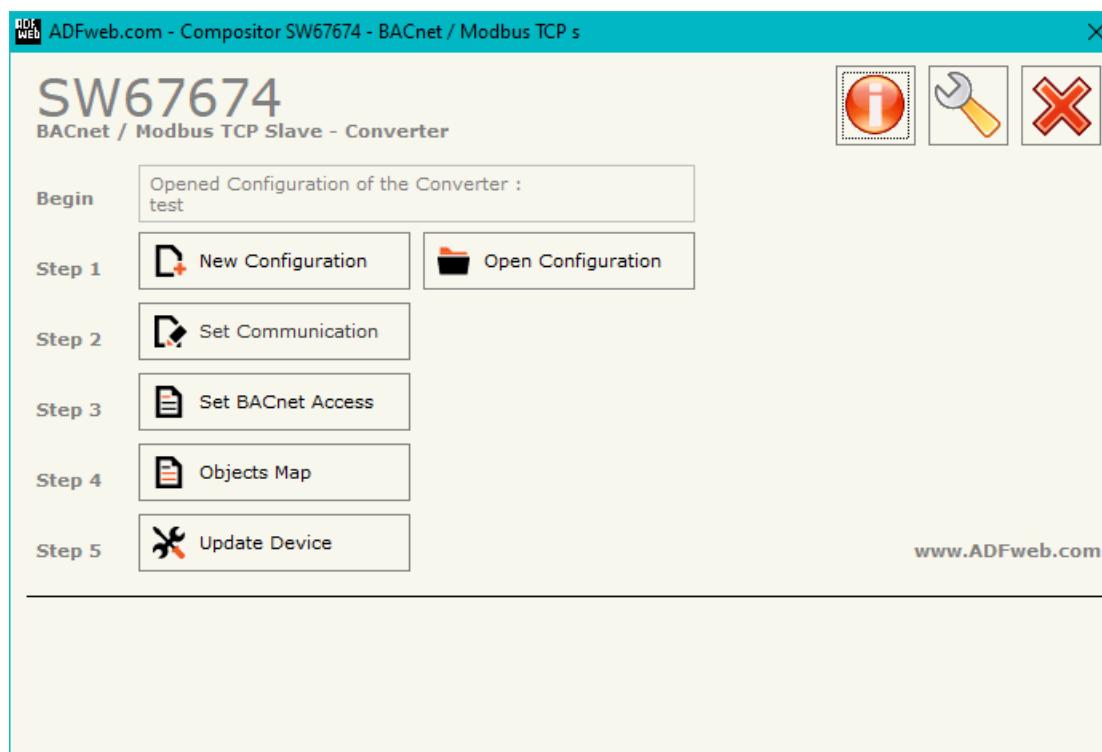 ADF WEB ADFweb.com - Compositor SW67674 - BACnet / Modbus TCP s
SW67674
BACnet / Modbus TCP Slave - Converter
Begin
Opened Configuration of the Converter :
test
Step 1
New Configuration
Open Configuration
Step 2
Set Communication
Step 3
Set BACnet Access
Step 4
Objects Map
Step 5
Update Device
www.ADFweb.com